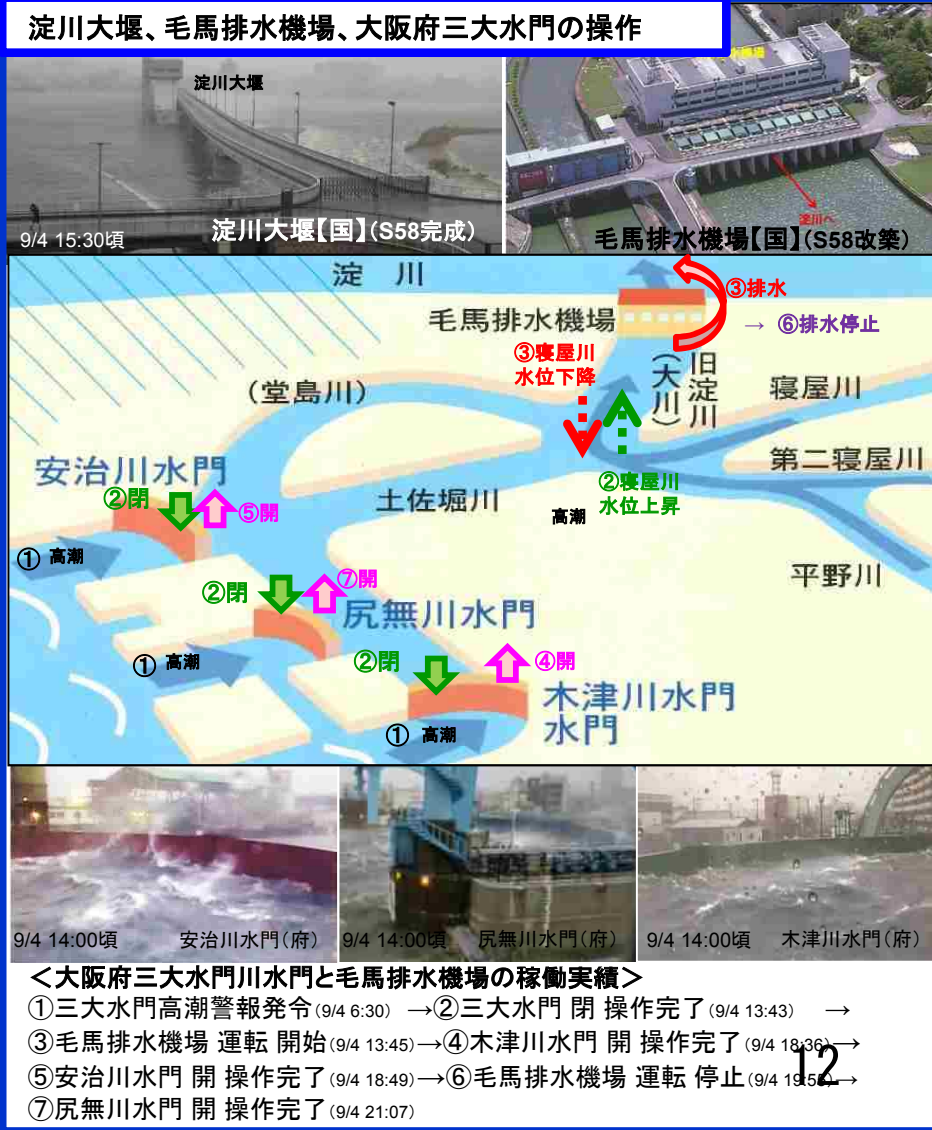 淀川大堰、毛馬排水機場、大阪府三大水門の操作
淀川大堰
9/4 15:30頃
淀川大堰【国】(S58完成)
淀川へ
毛馬排水機場【国】(S58改築)
淀 川
毛馬排水機場
③排水
→ ⑥排水停止
③寝屋川
水位下降
(堂島川)
旧淀川
(大川)
寝屋川
第二寝屋川
安治川水門
②閉
⑤開
土佐堀川
②寝屋川
水位上昇
高潮
① 高潮
平野川
②閉
⑦開
尻無川水門
① 高潮
②閉
④開
木津川水門
水門
① 高潮
9/4 14:00頃 安治川水門(府)
9/4 14:00頃 尻無川水門(府)
9/4 14:00頃 木津川水門(府)
＜大阪府三大水門川水門と毛馬排水機場の稼働実績＞
①三大水門高潮警報発令(9/4 6:30) →②三大水門 閉 操作完了(9/4 13:43) →
③毛馬排水機場 運転 開始(9/4 13:45)→④木津川水門 開 操作完了(9/4 18:36)→
⑤安治川水門 開 操作完了(9/4 18:49)→⑥毛馬排水機場 運転 停止(9/4 →
⑦尻無川水門 開 操作完了(9/4 21:07)
12